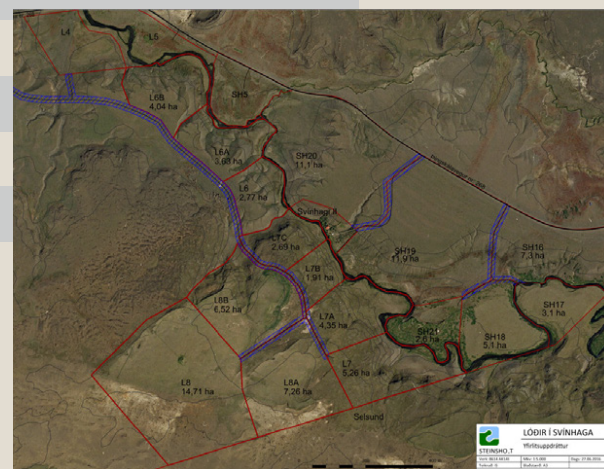 L4
L5
L6B
4,04 ha
SH5
L6A
3,63 ha
SH20
11,1 ha
L6
2,77 ha
Svínhagi II
L7C
2,69 ha
SH19
11,9 ha
SH16
7,3 ha
L7B
1,91 ha
L8B
6,52 ha
SH17
3,1 ha
L7A
4,35 ha
SH21
2,6 ha
SH18
5,1 ha
L7
5,26 ha
L8
14,71 ha
L8A
7,26 ha
Selsund
STEINSHOLT
LÓÐIR Í SVÍNHAGA
Yfirlitsuppdráttur